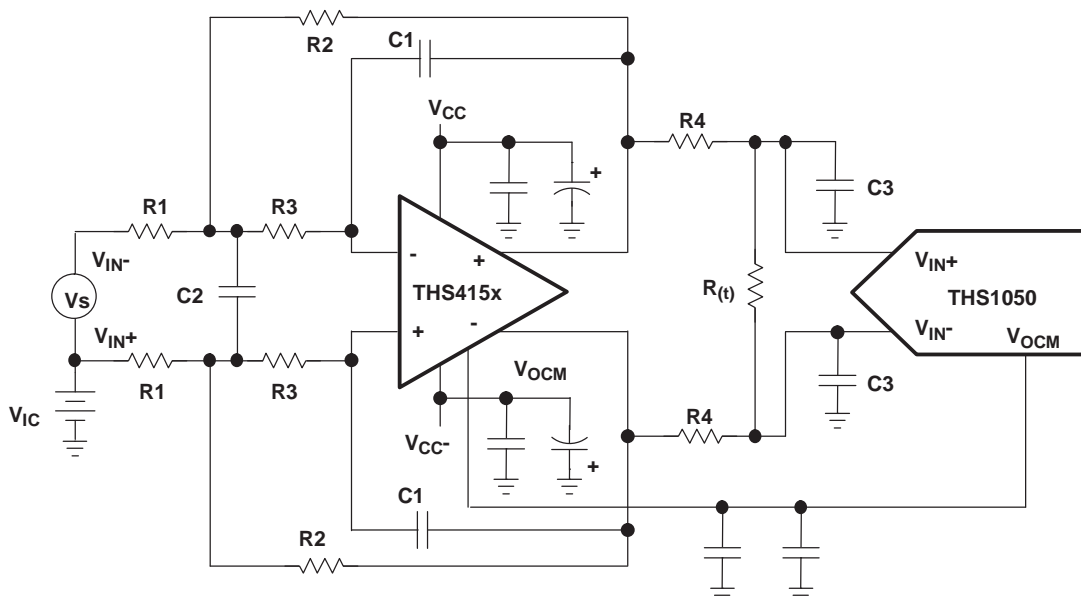 R2
C1
VCC
R4
+
C3
R1
R3
VIN-
-
+
VIN+
Vs
C2
THS415x
R(t)
THS1050
VIN+
+
-
VIN-
VOCM
R1
R3
VOCM
C3
VIC
R4
VCC-
+
C1
R2